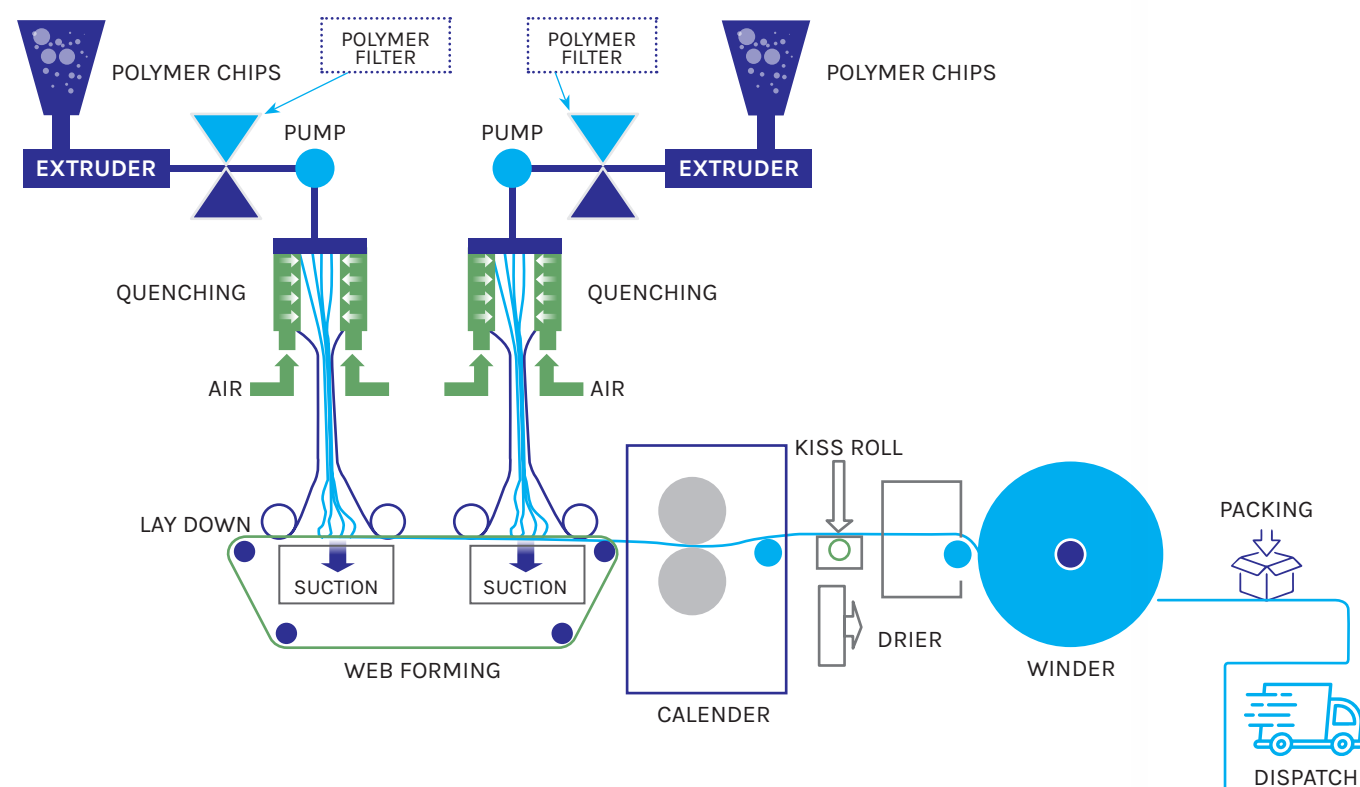 POLYMER
FILTER
POLYMER
FILTER
POLYMER CHIPS
POLYMER CHIPS
PUMP
PUMP
EXTRUDER
EXTRUDER
QUENCHING
QUENCHING
AIR
AIR
KISS ROLL
LAY DOWN
PACKING
SUCTION
SUCTION
DRIER
WEB FORMING
WINDER
CALENDER
DISPATCH